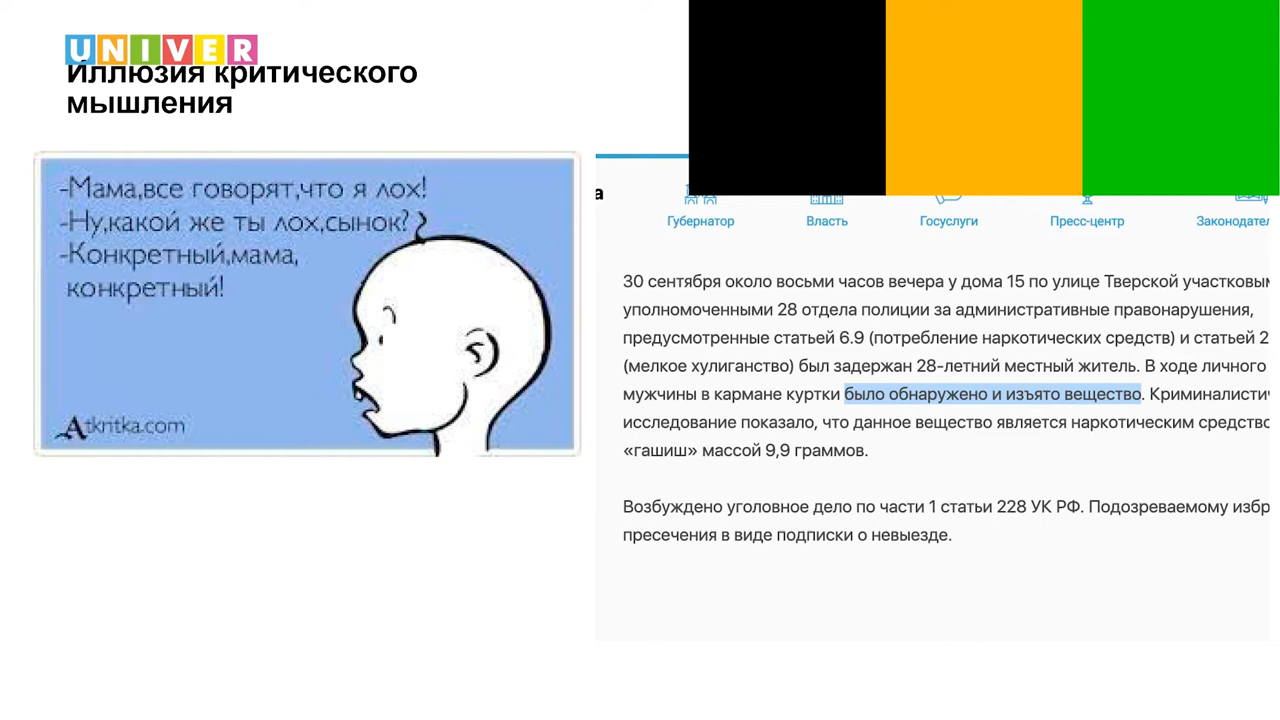 UNIVER
Иллюзия критического
мышления
-Мама,все говорят,что я лох!
-Ну,какой же ты лох,сынок?
-Конкретный,мама,
конкретный!
Atkritka.com
а
Губернатор
Власть
Госуслуги
Пресс-центр
Законодател
30 сентября около восьми часов вечера у дома 15 по улице Тверской участковым
уполномоченными 28 отдела полиции за административные правонарушения,
предусмотренные статьей 6.9 (потребление наркотических средств) и статьей 2
(мелкое хулиганство) был задержан 28-летний местный житель. В ходе личного
мужчины в кармане куртки было обнаружено и изъято вещество. Криминалисти
исследование показало, что данное вещество является наркотическим средство
«гашиш» массой 9,9 граммов.
Возбуждено уголовное дело по части 1 статьи 228 УК РФ. Подозреваемому избр
пресечения в виде подписки о невыезде.